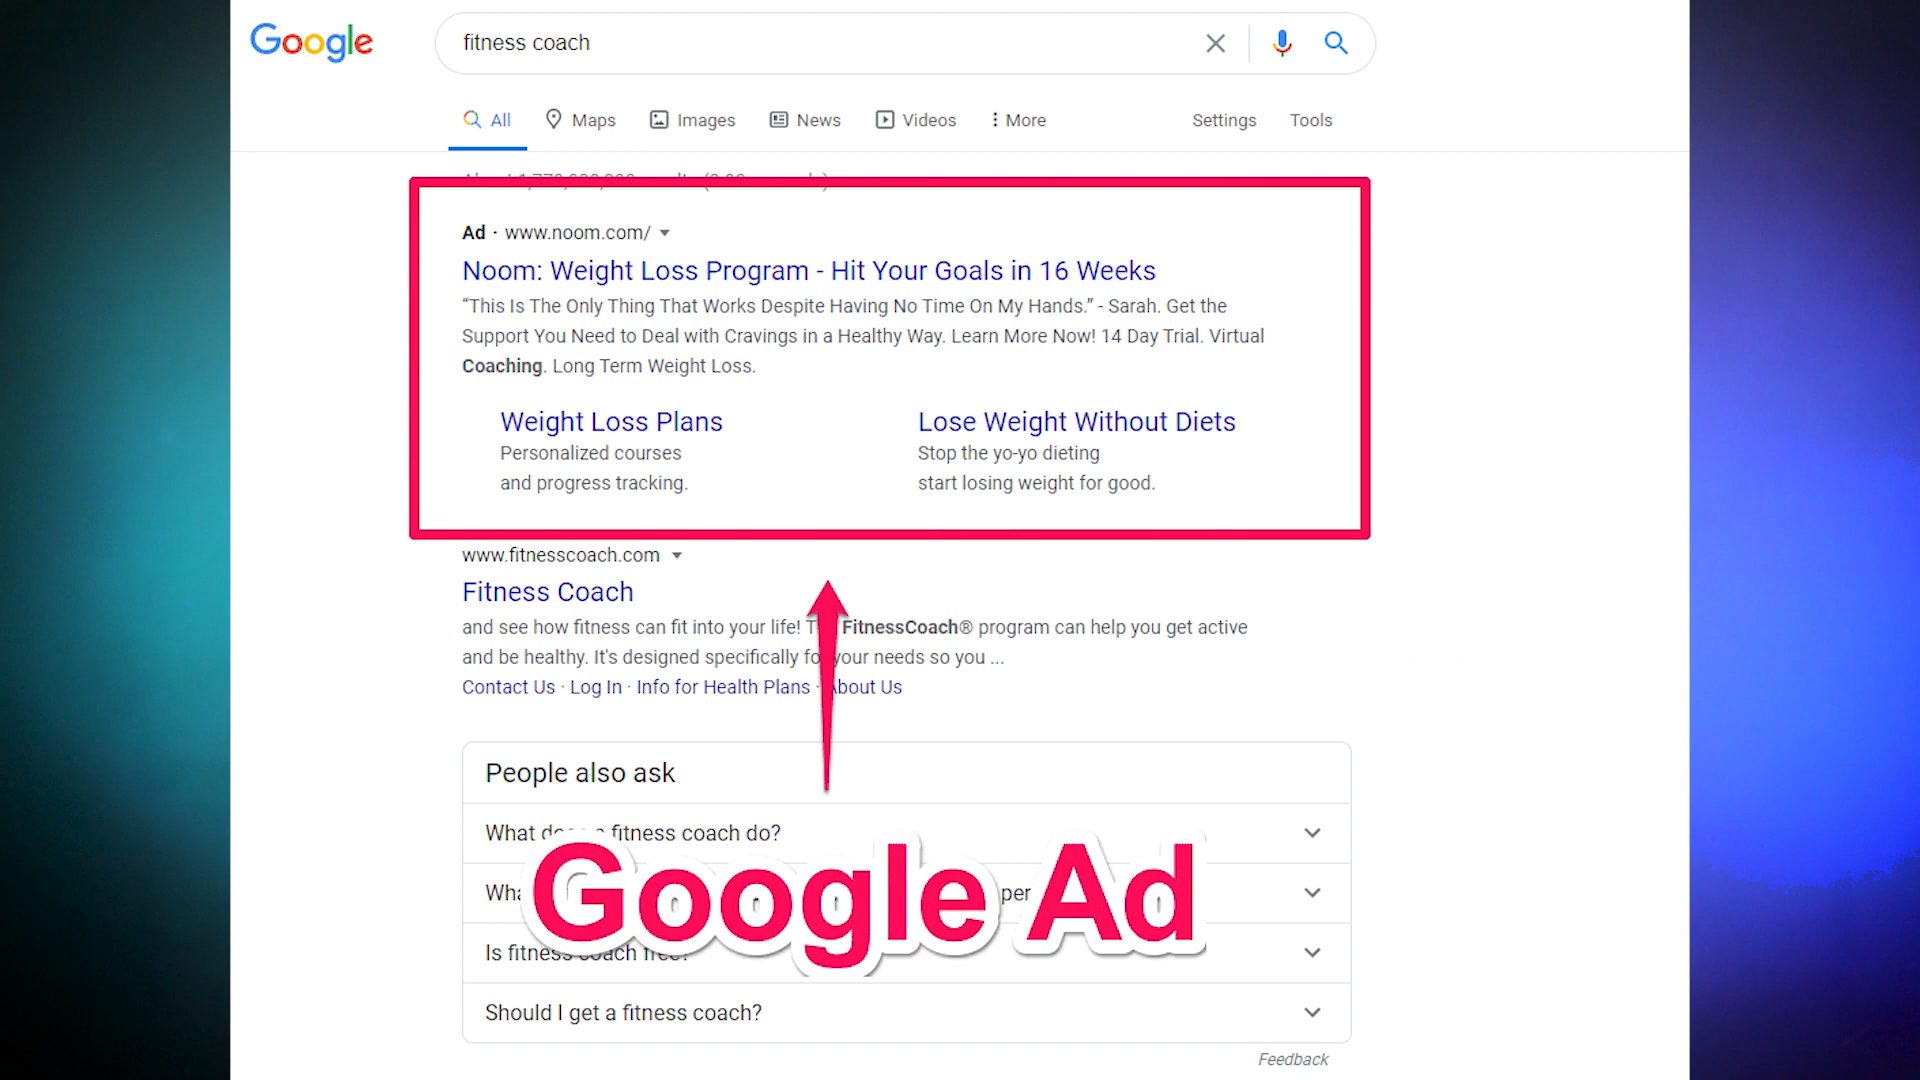 Google
fitness coach
All Maps Images News Videos More Settings Tools
Ad · www.noom.com/
Noom: Weight Loss Program - Hit Your Goals in 16 Weeks
“This Is The Only Thing That Works Despite Having No Time On My Hands.” - Sarah. Get the
Support You Need to Deal with Cravings in a Healthy Way. Learn More Now! 14 Day Trial. Virtual
Coaching. Long Term Weight Loss.
Weight Loss Plans
Personalized courses
and progress tracking.
Lose Weight Without Diets
Stop the yo-yo dieting
start losing weight for good.
www.fitnesscoach.com
Fitness Coach
and see how fitness can fit into your life! FitnessCoach® program can help you get active
and be healthy. It's designed specifically your needs so you ...
Contact Us · Log In · Info for Health Plans · About Us
People also ask
What fitness coach do?
per
Is fitness coach
Should I get a fitness coach?
Google Ad
Feedback